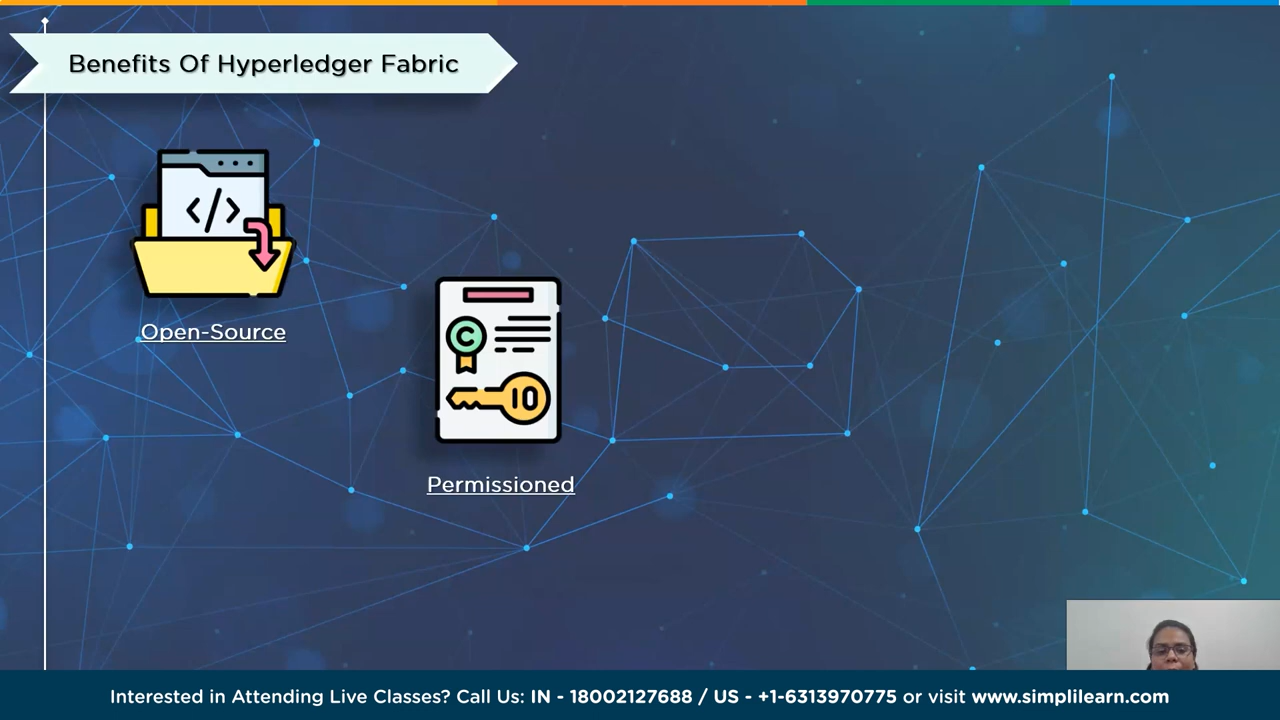 Benefits Of Hyperledger Fabric
</>
Open-Source
C
10
Permissioned
Interested in Attending Live Classes? Call Us: IN - 18002127688 / US - +1-6313970775 or visit www.simplilearn.com